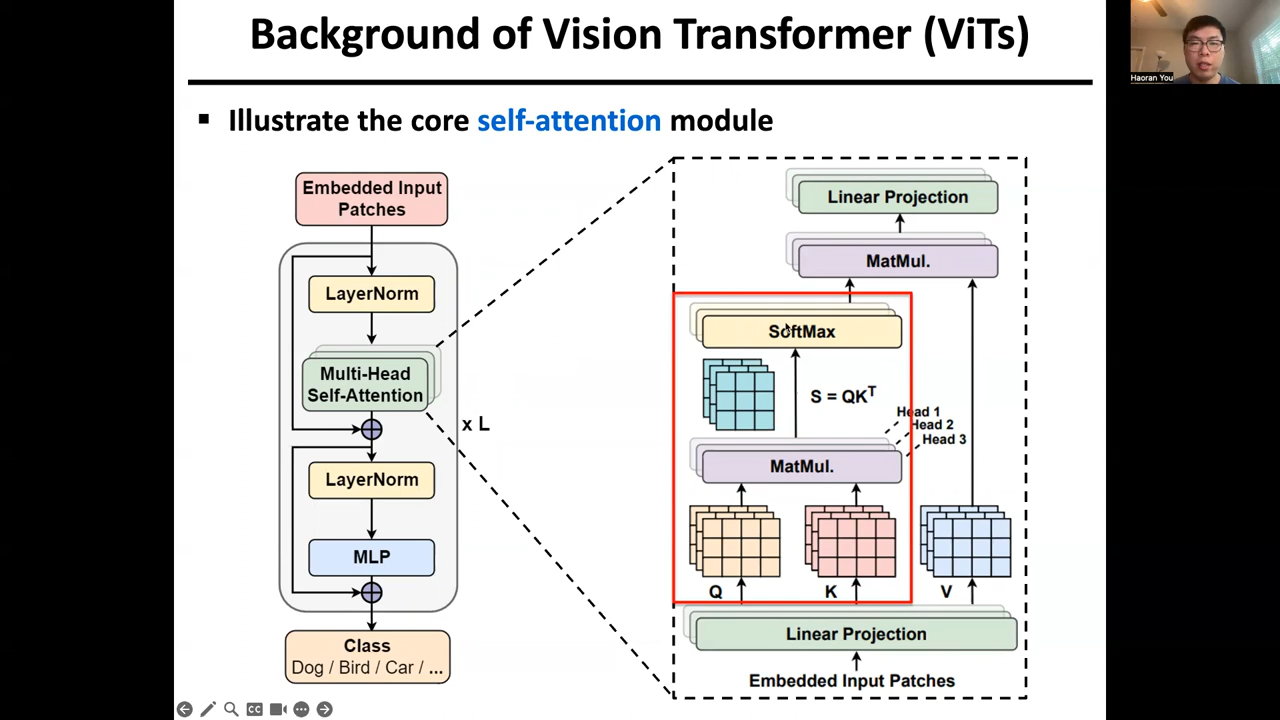 Background of Vision Transformer (ViTs)
Haoran You
▪ Illustrate the core self-attention module
Embedded Input
Patches
LayerNorm
Multi-Head
Self-Attention
x L
LayerNorm
MLP
Class
Dog / Bird / Car / ...
Linear Projection
MatMul.
SoftMax
S = QKᵀ
Head 1
Head 2
Head 3
MatMul.
Q
K
V
Linear Projection
Embedded Input Patches
CC